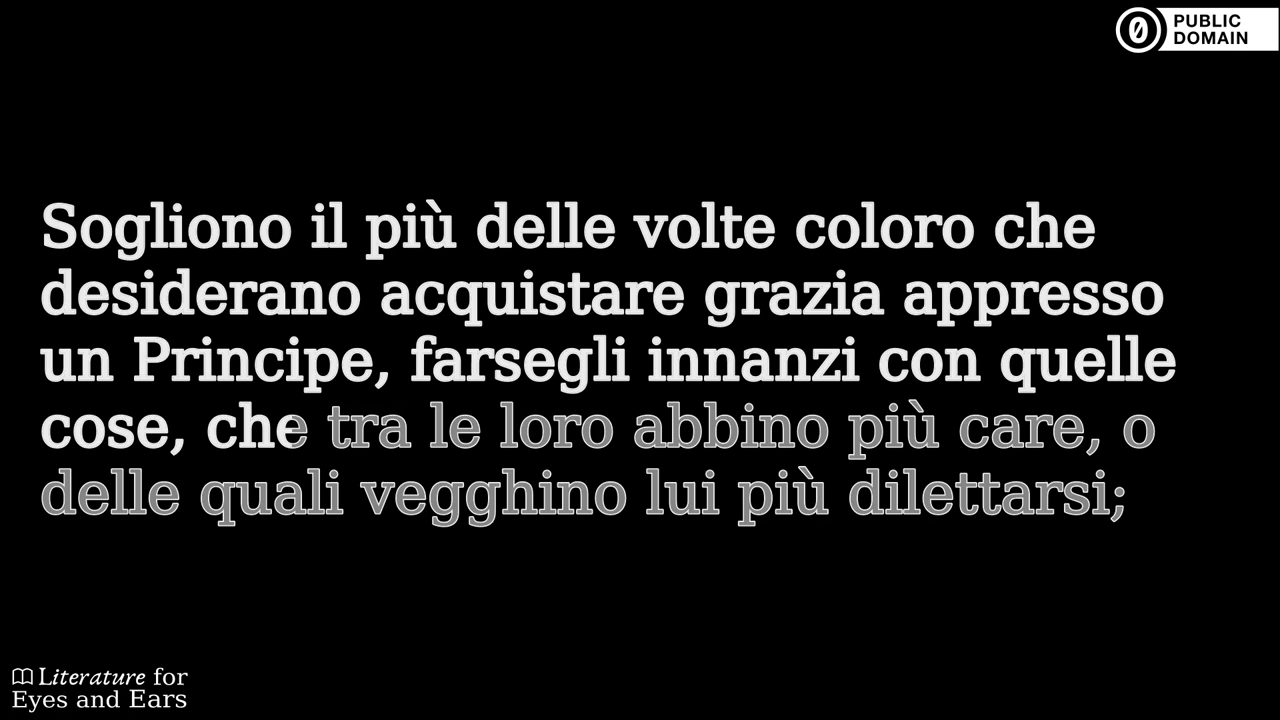 PUBLIC
DOMAIN
Sogliono il più delle volte coloro che
desiderano acquistare grazia appresso
un Principe, farsegli innanzi con quelle
cose, che tra le loro abbino più care, o
delle quali vegghino lui più dilettarsi;
Literature for
Eyes and Ears